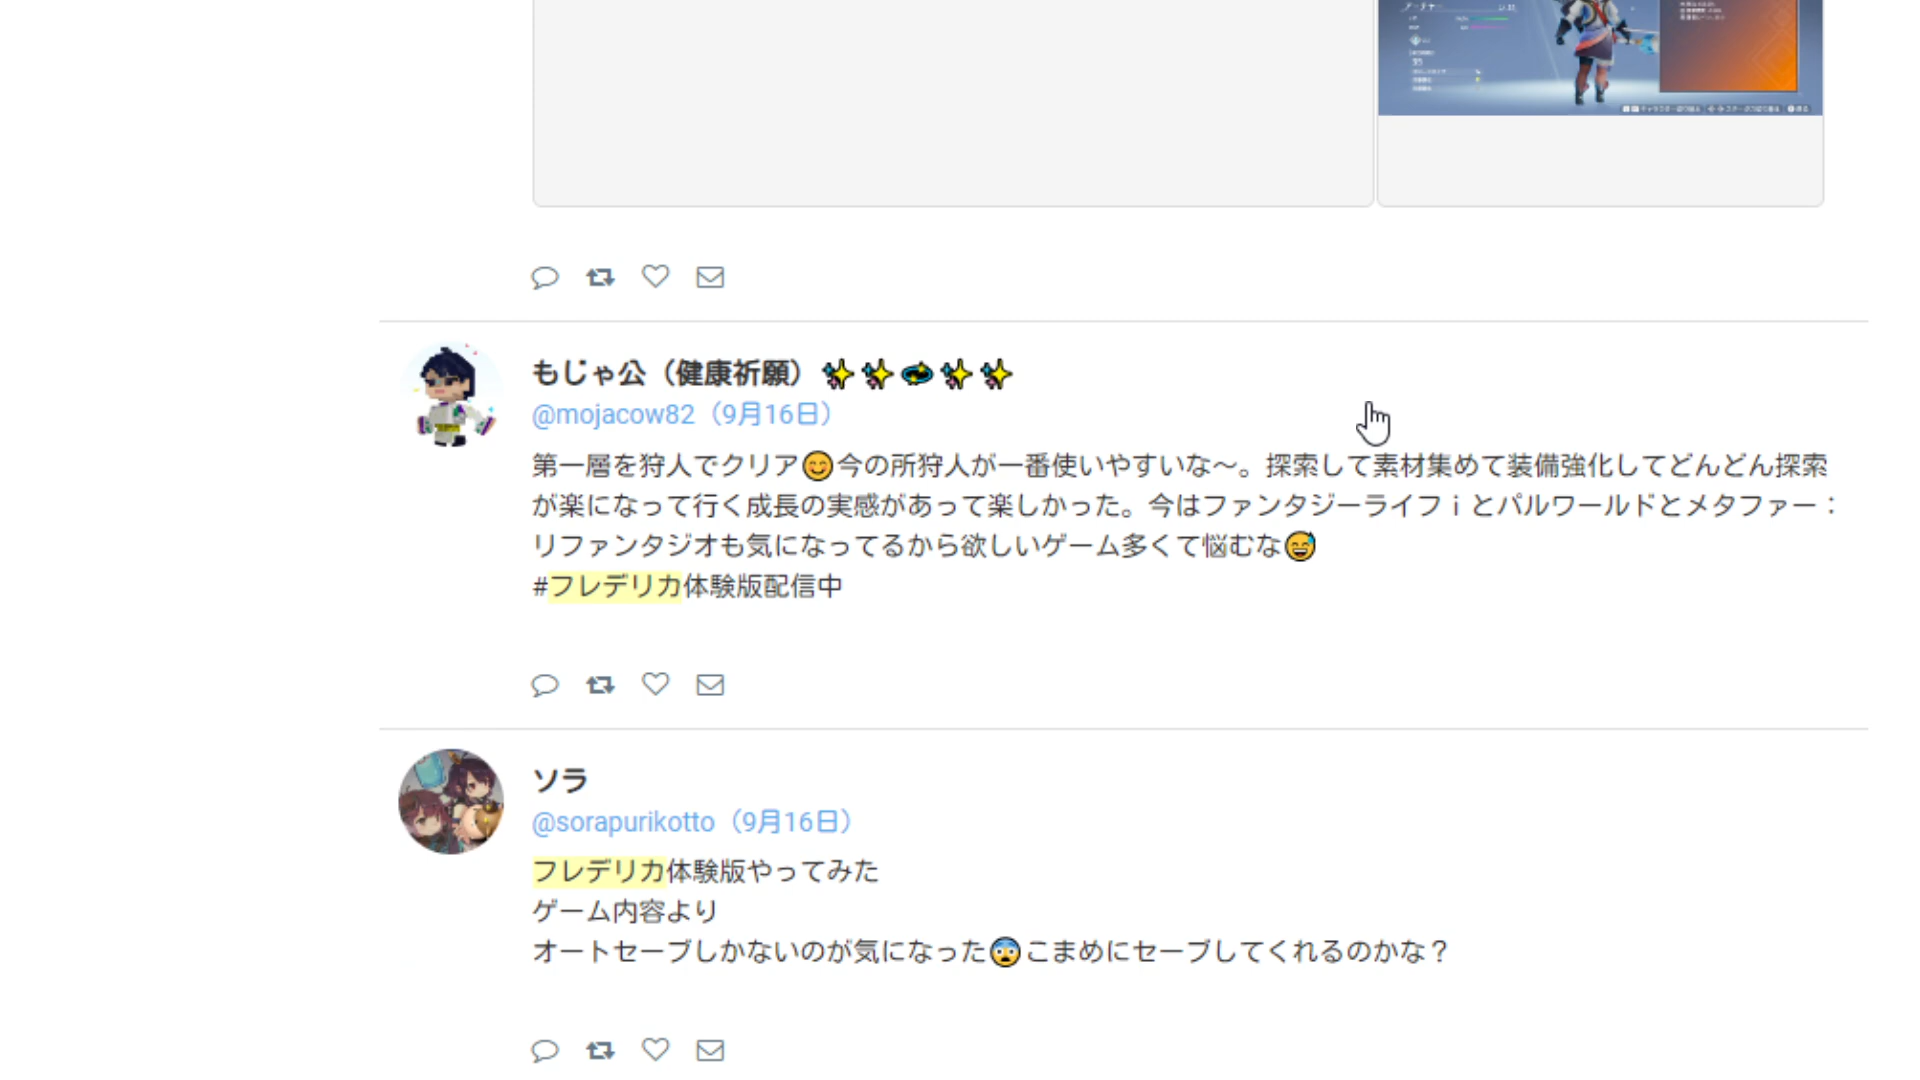 アーチャー
もじゃ公（健康祈願）✨✨🪐✨✨
@mojacow82（9月16日）
第一層を狩人でクリア😊今の所狩人が一番使いやすいな〜。探索して素材集めて装備強化してどんどん探索
が楽になって行く成長の実感があって楽しかった。今はファンタジーライフｉとパルワールドとメタファー：
リファンタジオも気になってるから欲しいゲーム多くて悩むな😅
#フレデリカ体験版配信中
ソラ
@sorapurikotto（9月16日）
フレデリカ体験版やってみた
ゲーム内容より
オートセーブしかないのが気になった😨こまめにセーブしてくれるのかな？